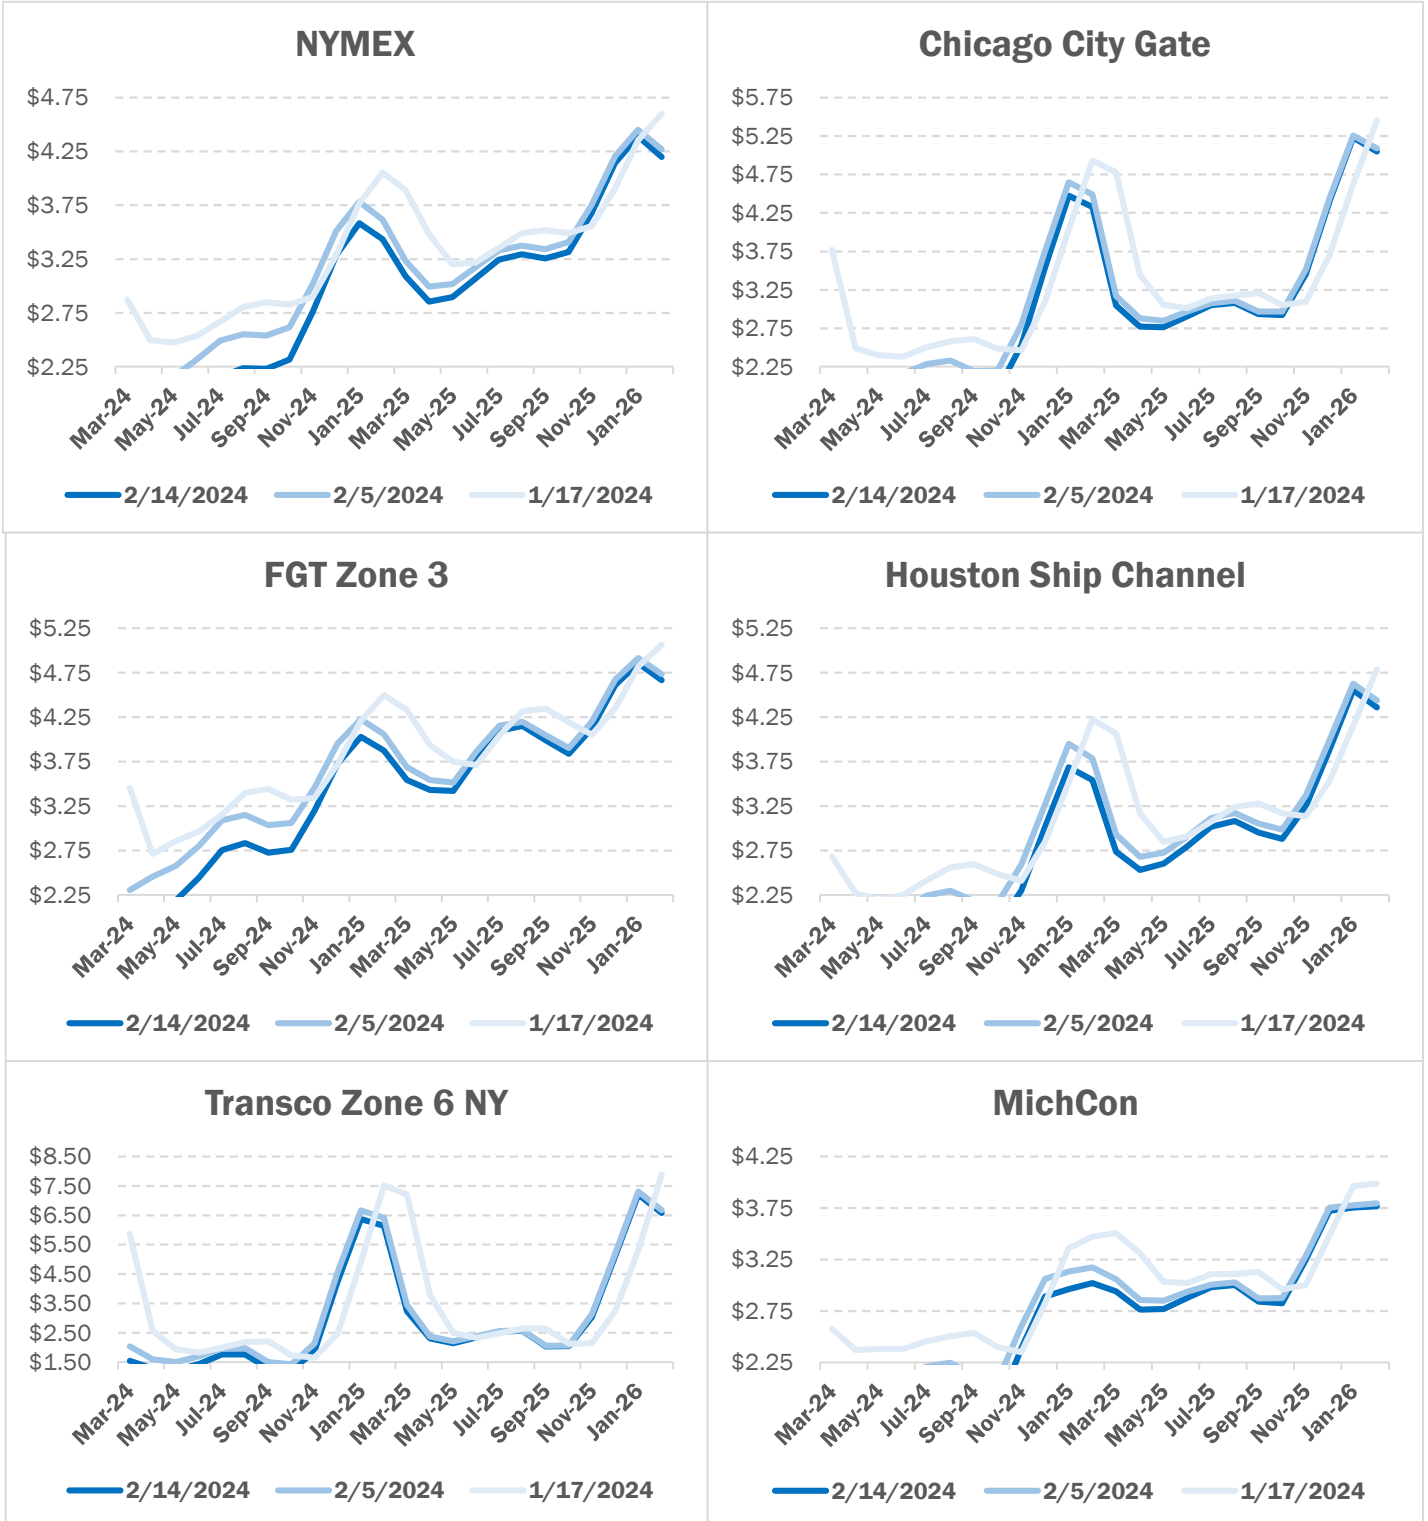 NYMEX
$4.75
$4.25
$3.75
$3.25
$2.75
$2.25
Mar-24 May-24 Jul-24 Sep-24 Nov-24 Jan-25 Mar-25 May-25 Jul-25 Sep-25 Nov-25 Jan-26
2/14/2024 2/5/2024 1/17/2024
Chicago City Gate
$5.75
$5.25
$4.75
$4.25
$3.75
$3.25
$2.75
$2.25
Mar-24 May-24 Jul-24 Sep-24 Nov-24 Jan-25 Mar-25 May-25 Jul-25 Sep-25 Nov-25 Jan-26
2/14/2024 2/5/2024 1/17/2024
FGT Zone 3
$5.25
$4.75
$4.25
$3.75
$3.25
$2.75
$2.25
Mar-24 May-24 Jul-24 Sep-24 Nov-24 Jan-25 Mar-25 May-25 Jul-25 Sep-25 Nov-25 Jan-26
2/14/2024 2/5/2024 1/17/2024
Houston Ship Channel
$5.25
$4.75
$4.25
$3.75
$3.25
$2.75
$2.25
Mar-24 May-24 Jul-24 Sep-24 Nov-24 Jan-25 Mar-25 May-25 Jul-25 Sep-25 Nov-25 Jan-26
2/14/2024 2/5/2024 1/17/2024
Transco Zone 6 NY
$8.50
$7.50
$6.50
$5.50
$4.50
$3.50
$2.50
$1.50
Mar-24 May-24 Jul-24 Sep-24 Nov-24 Jan-25 Mar-25 May-25 Jul-25 Sep-25 Nov-25 Jan-26
2/14/2024 2/5/2024 1/17/2024
MichCon
$4.25
$3.75
$3.25
$2.75
$2.25
Mar-24 May-24 Jul-24 Sep-24 Nov-24 Jan-25 Mar-25 May-25 Jul-25 Sep-25 Nov-25 Jan-26
2/14/2024 2/5/2024 1/17/2024